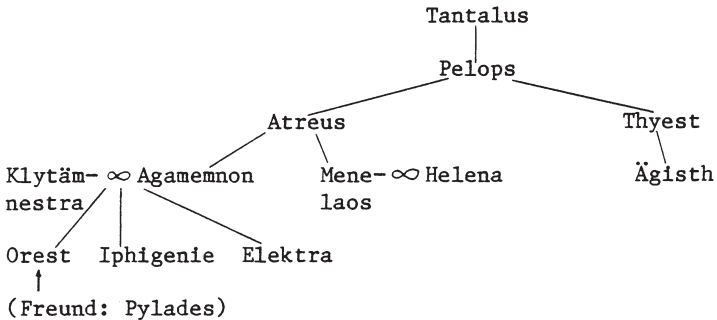 Tantalus
Pelops
Atreus Thyest
Klytäm- ∞ Agamemnon Mene- ∞ Helena Ägisth
nestra laos
Orest Iphigenie Elektra
(Freund: Pylades)